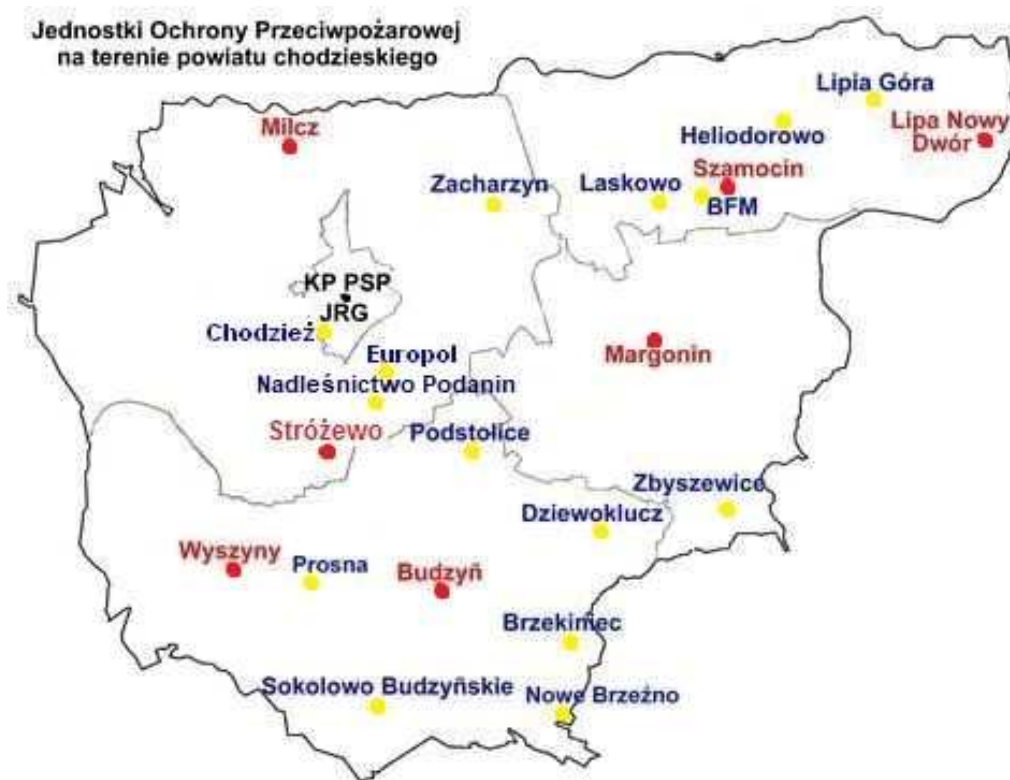 Jednostki Ochrony Przeciwpożarowej
na terenie powiatu chodzieskiego
Milcz
Lipia Góra
Heliodorowo
Lipa Nowy
Dwór
Szamocin
Zacharzyn
Laskowo
BFM
KP PSP
JRG
Chodzież
Europol
Margonin
Nadleśnictwo Podanin
Stróżewo
Podstolice
Zbyszewice
Dziewoklucz
Wyszyny
Prosna
Budzyń
Brzekiniec
Sokolowo Budzyńskie
Nowe Brzeźno